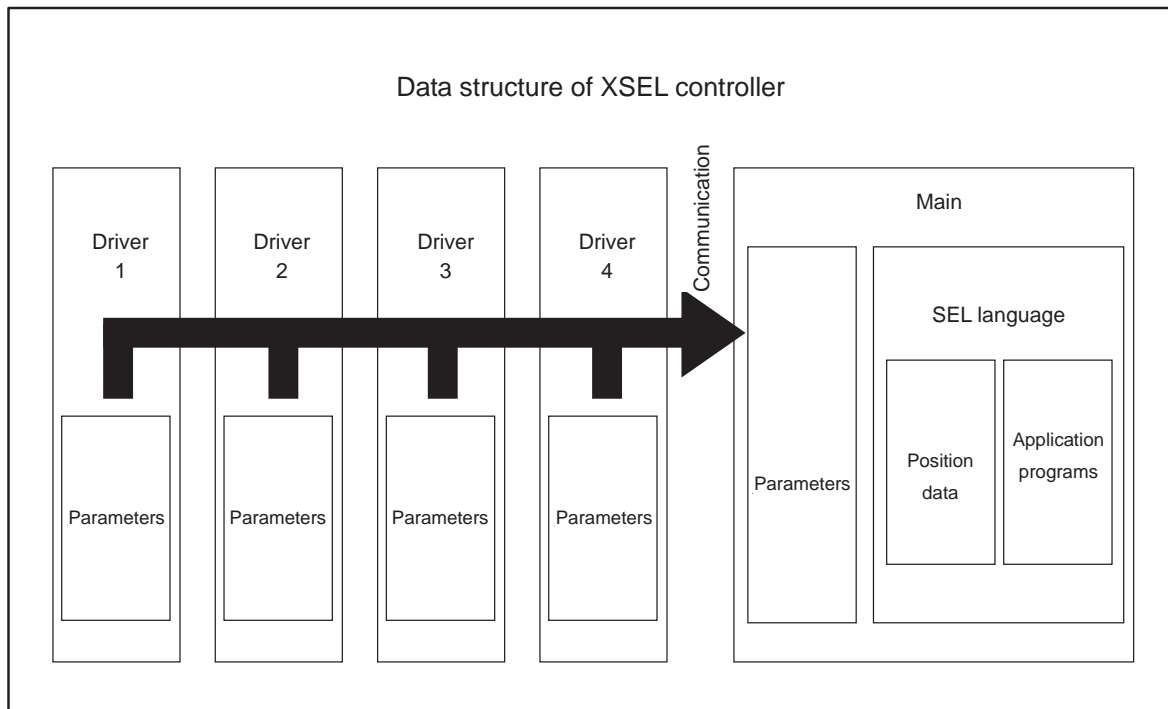 Data structure of XSEL controller
Driver
1
Parameters
Driver
2
Parameters
Driver
3
Parameters
Driver
4
Parameters
Communication
Main
Parameters
SEL language
Position
data
Application
programs